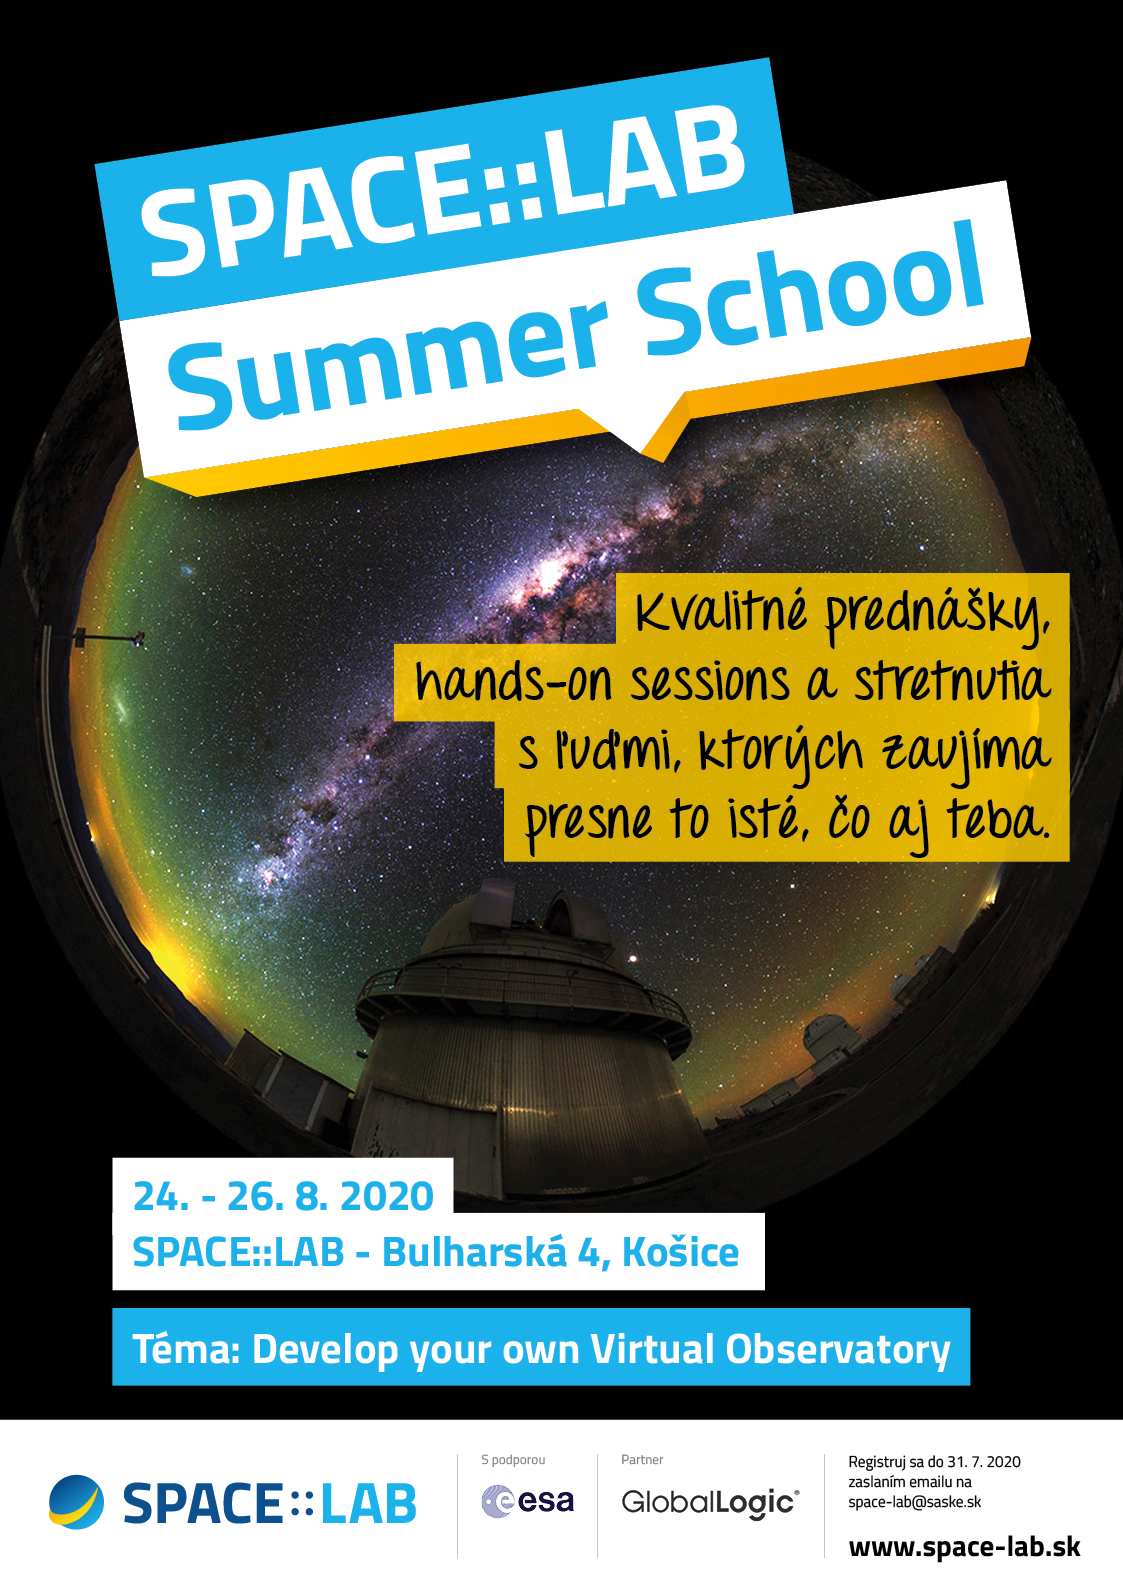 SPACE::LAB
Summer School
Kvalitné prednášky,
hands-on sessions a stretnutia
s ľuďmi, ktorých zaujíma
presne to isté, čo aj teba.
24. - 26. 8. 2020
SPACE::LAB - Bulharská 4, Košice
Téma: Develop your own Virtual Observatory
SPACE::LAB
S podporou
esa
Partner
GlobalLogic®
Registruj sa do 31. 7. 2020
zaslaním emailu na
space-lab@saske.sk
www.space-lab.sk